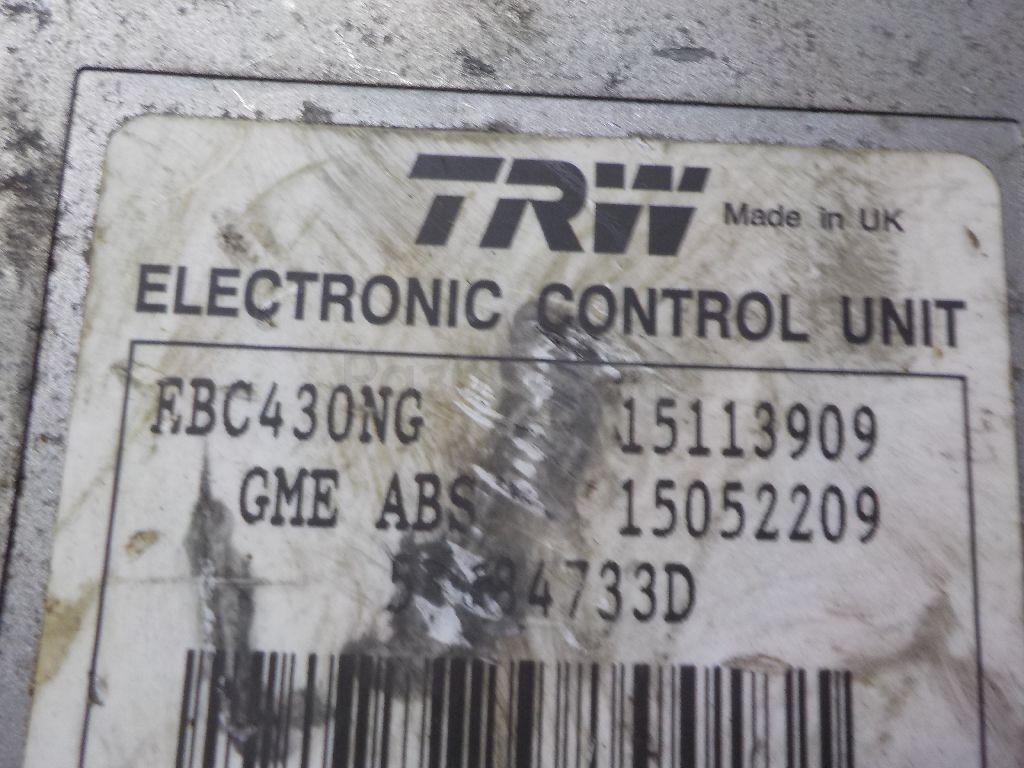 TRW Made in UK
ELECTRONIC CONTROL UNIT
EBC430NG 15113909
GME ABS 15052209